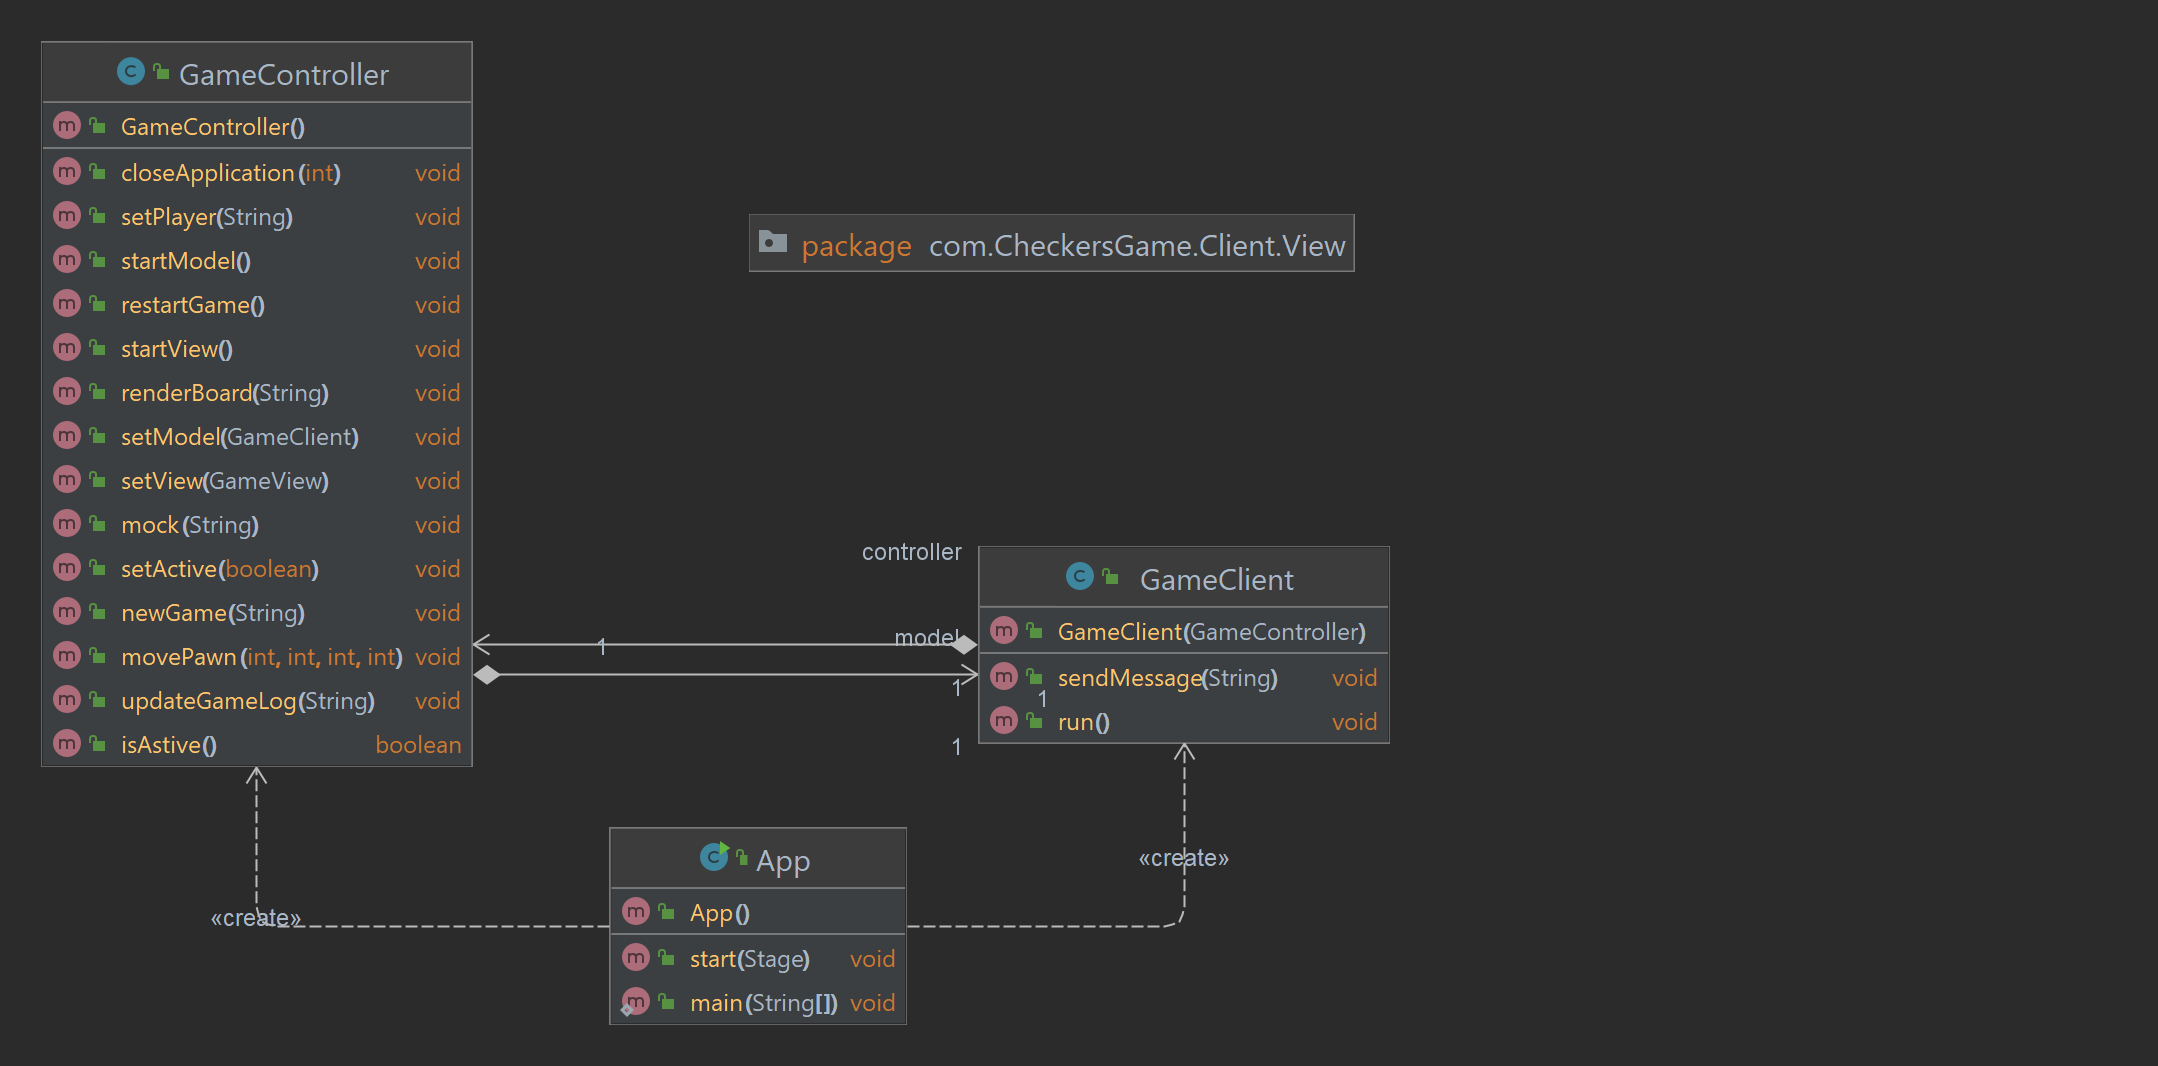 GameController
GameController()
closeApplication(int) void
setPlayer(String) void
startModel() void
restartGame() void
startView() void
renderBoard(String) void
setModel(GameClient) void
setView(GameView) void
mock(String) void
setActive(boolean) void
newGame(String) void
movePawn(int, int, int, int) void
updateGameLog(String) void
isAstive() boolean
package com.CheckersGame.Client.View
controller
model
1
1
1
1
GameClient
GameClient(GameController)
sendMessage(String) void
run() void
«create»
«create»
App
App()
start(Stage) void
main(String[]) void